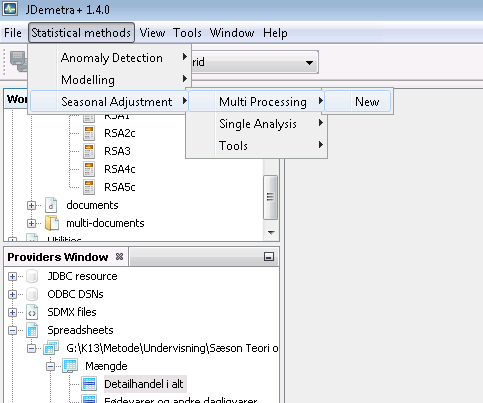 JDemetra+ 1.4.0
File Statistical methods View Tools Window Help
Anomaly Detection
rid
Modelling
Seasonal Adjustment
Multi Processing
New
Single Analysis
Tools
RSA1
RSA2c
RSA3
RSA4c
RSA5c
documents
multi-documents
Utilities
Providers Window
JDBC resource
ODBC DSNs
SDMX files
Spreadsheets
G:\K13\Metode\Undervisning\Sæson Teori o
Mængde
Detailhandel i alt
Fødevarer og andre dagligvarer